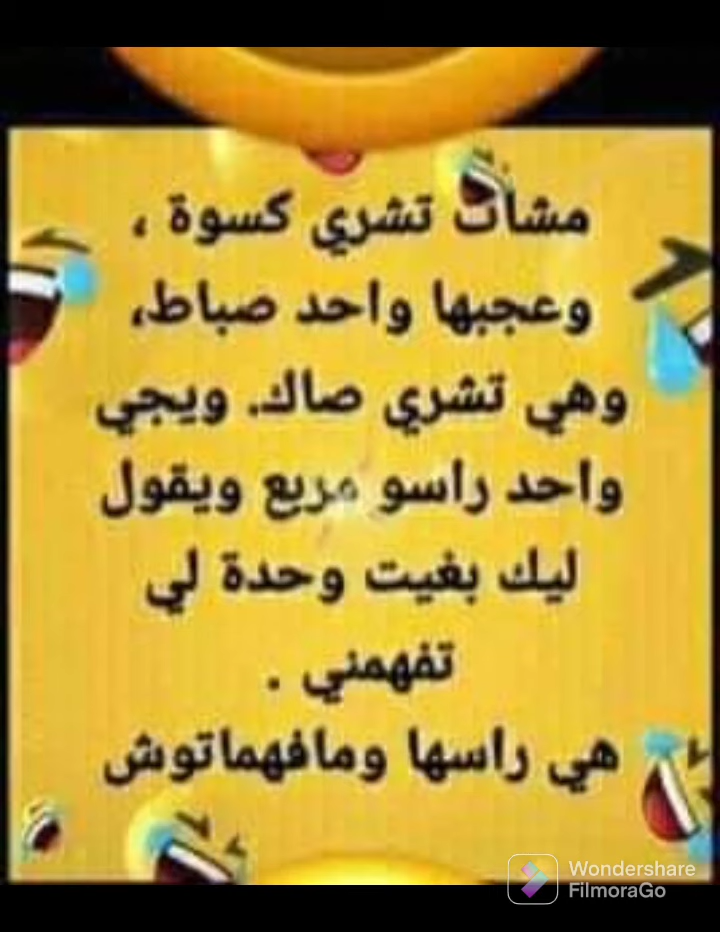 مشات تشري كسوة ،
وعجبها واحد صباط،
وهي تشري صاك. ويجي
واحد راسو مربع ويقول
ليك بغيت وحدة لي
تفهمني .
هي راسها ومافهماتوش
Wondershare
FilmoraGo